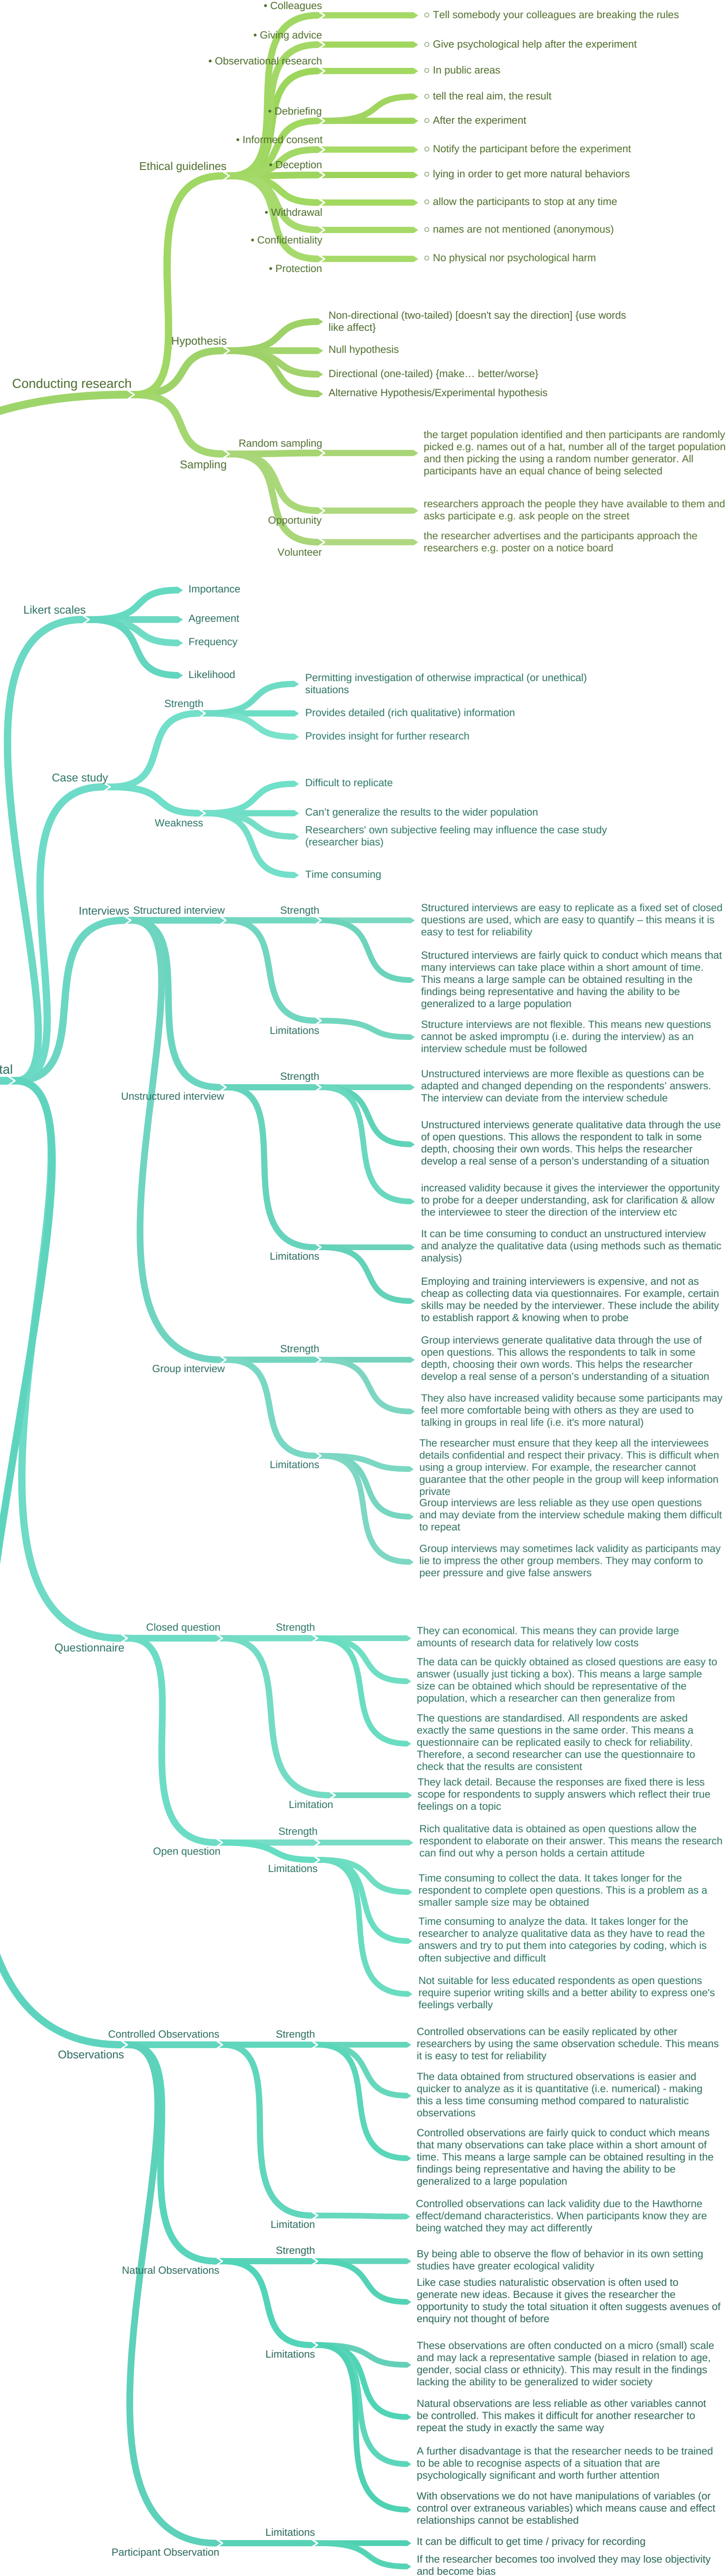 • Colleagues
○ Tell somebody your colleagues are breaking the rules
• Giving advice
○ Give psychological help after the experiment
• Observational research
○ In public areas
• Debriefing
○ tell the real aim, the result
○ After the experiment
• Informed consent
○ Notify the participant before the experiment
Ethical guidelines
• Deception
○ lying in order to get more natural behaviors
• Withdrawal
○ allow the participants to stop at any time
• Confidentiality
○ names are not mentioned (anonymous)
• Protection
○ No physical nor psychological harm
Conducting research
Hypothesis
Non-directional (two-tailed) [doesn't say the direction] {use words
like affect}
Null hypothesis
Directional (one-tailed) {make… better/worse}
Alternative Hypothesis/Experimental hypothesis
Sampling
Random sampling
the target population identified and then participants are randomly
picked e.g. names out of a hat, number all of the target population
and then picking the using a random number generator. All
participants have an equal chance of being selected
Opportunity
researchers approach the people they have available to them and
asks participate e.g. ask people on the street
Volunteer
the researcher advertises and the participants approach the
researchers e.g. poster on a notice board
Likert scales
Importance
Agreement
Frequency
Likelihood
Case study
Strength
Permitting investigation of otherwise impractical (or unethical)
situations
Provides detailed (rich qualitative) information
Provides insight for further research
Weakness
Difficult to replicate
Can't generalize the results to the wider population
Researchers' own subjective feeling may influence the case study
(researcher bias)
Time consuming
tal
Interviews
Structured interview
Strength
Structured interviews are easy to replicate as a fixed set of closed
questions are used, which are easy to quantify – this means it is
easy to test for reliability
Structured interviews are fairly quick to conduct which means that
many interviews can take place within a short amount of time.
This means a large sample can be obtained resulting in the
findings being representative and having the ability to be
generalized to a large population
Limitations
Structure interviews are not flexible. This means new questions
cannot be asked impromptu (i.e. during the interview) as an
interview schedule must be followed
Unstructured interview
Strength
Unstructured interviews are more flexible as questions can be
adapted and changed depending on the respondents' answers.
The interview can deviate from the interview schedule
Unstructured interviews generate qualitative data through the use
of open questions. This allows the respondent to talk in some
depth, choosing their own words. This helps the researcher
develop a real sense of a person's understanding of a situation
increased validity because it gives the interviewer the opportunity
to probe for a deeper understanding, ask for clarification & allow
the interviewee to steer the direction of the interview etc
Limitations
It can be time consuming to conduct an unstructured interview
and analyze the qualitative data (using methods such as thematic
analysis)
Employing and training interviewers is expensive, and not as
cheap as collecting data via questionnaires. For example, certain
skills may be needed by the interviewer. These include the ability
to establish rapport & knowing when to probe
Group interview
Strength
Group interviews generate qualitative data through the use of
open questions. This allows the respondents to talk in some
depth, choosing their own words. This helps the researcher
develop a real sense of a person's understanding of a situation
They also have increased validity because some participants may
feel more comfortable being with others as they are used to
talking in groups in real life (i.e. it's more natural)
Limitations
The researcher must ensure that they keep all the interviewees
details confidential and respect their privacy. This is difficult when
using a group interview. For example, the researcher cannot
guarantee that the other people in the group will keep information
private
Group interviews are less reliable as they use open questions
and may deviate from the interview schedule making them difficult
to repeat
Group interviews may sometimes lack validity as participants may
lie to impress the other group members. They may conform to
peer pressure and give false answers
Questionnaire
Closed question
Strength
They can economical. This means they can provide large
amounts of research data for relatively low costs
The data can be quickly obtained as closed questions are easy to
answer (usually just ticking a box). This means a large sample
size can be obtained which should be representative of the
population, which a researcher can then generalize from
The questions are standardised. All respondents are asked
exactly the same questions in the same order. This means a
questionnaire can be replicated easily to check for reliability.
Therefore, a second researcher can use the questionnaire to
check that the results are consistent
Limitation
They lack detail. Because the responses are fixed there is less
scope for respondents to supply answers which reflect their true
feelings on a topic
Open question
Strength
Rich qualitative data is obtained as open questions allow the
respondent to elaborate on their answer. This means the research
can find out why a person holds a certain attitude
Limitations
Time consuming to collect the data. It takes longer for the
respondent to complete open questions. This is a problem as a
smaller sample size may be obtained
Time consuming to analyze the data. It takes longer for the
researcher to analyze qualitative data as they have to read the
answers and try to put them into categories by coding, which is
often subjective and difficult
Not suitable for less educated respondents as open questions
require superior writing skills and a better ability to express one's
feelings verbally
Observations
Controlled Observations
Strength
Controlled observations can be easily replicated by other
researchers by using the same observation schedule. This means
it is easy to test for reliability
The data obtained from structured observations is easier and
quicker to analyze as it is quantitative (i.e. numerical) - making
this a less time consuming method compared to naturalistic
observations
Controlled observations are fairly quick to conduct which means
that many observations can take place within a short amount of
time. This means a large sample can be obtained resulting in the
findings being representative and having the ability to be
generalized to a large population
Limitation
Controlled observations can lack validity due to the Hawthorne
effect/demand characteristics. When participants know they are
being watched they may act differently
Natural Observations
Strength
By being able to observe the flow of behavior in its own setting
studies have greater ecological validity
Like case studies naturalistic observation is often used to
generate new ideas. Because it gives the researcher the
opportunity to study the total situation it often suggests avenues of
enquiry not thought of before
Limitations
These observations are often conducted on a micro (small) scale
and may lack a representative sample (biased in relation to age,
gender, social class or ethnicity). This may result in the findings
lacking the ability to be generalized to wider society
Natural observations are less reliable as other variables cannot
be controlled. This makes it difficult for another researcher to
repeat the study in exactly the same way
A further disadvantage is that the researcher needs to be trained
to be able to recognise aspects of a situation that are
psychologically significant and worth further attention
With observations we do not have manipulations of variables (or
control over extraneous variables) which means cause and effect
relationships cannot be established
Participant Observation
Limitations
It can be difficult to get time / privacy for recording
If the researcher becomes too involved they may lose objectivity
and become bias